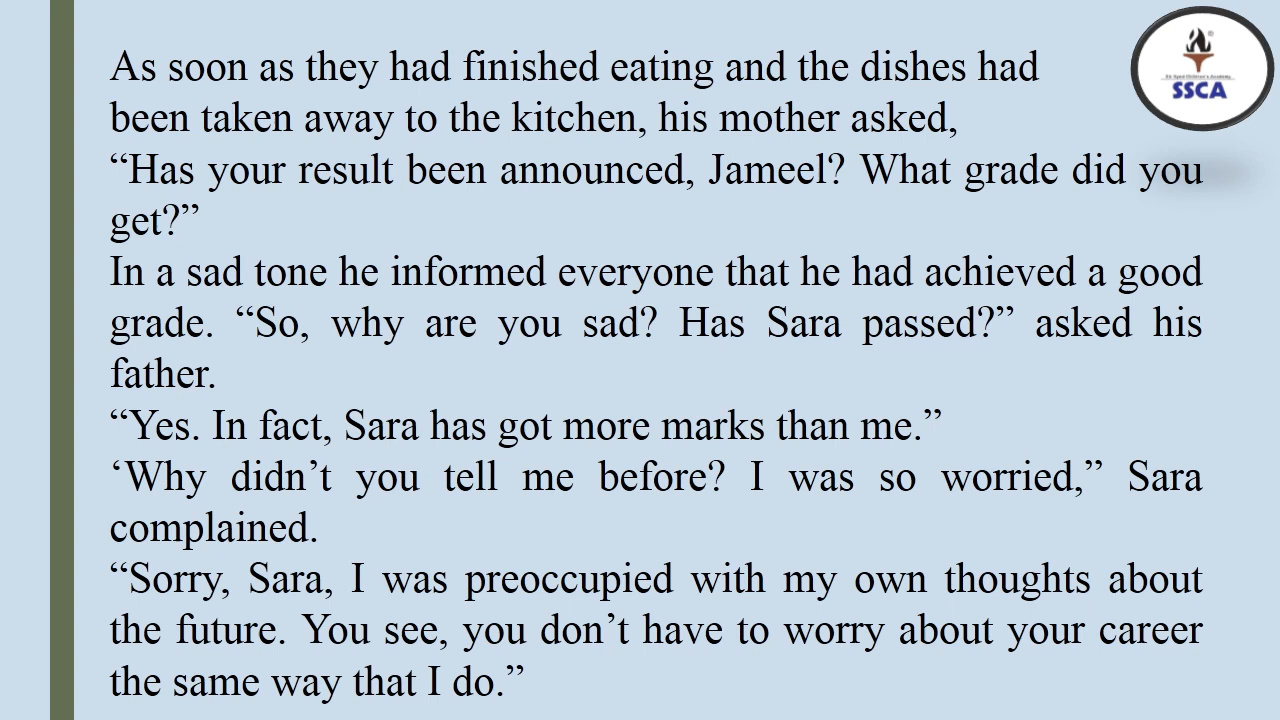 As soon as they had finished eating and the dishes had
been taken away to the kitchen, his mother asked,
“Has your result been announced, Jameel? What grade did you
get?”
In a sad tone he informed everyone that he had achieved a good
grade. “So, why are you sad? Has Sara passed?” asked his
father.
“Yes. In fact, Sara has got more marks than me.”
‘Why didn’t you tell me before? I was so worried,” Sara
complained.
“Sorry, Sara, I was preoccupied with my own thoughts about
the future. You see, you don’t have to worry about your career
the same way that I do.”
Sir Syed Children's Academy
SSCA